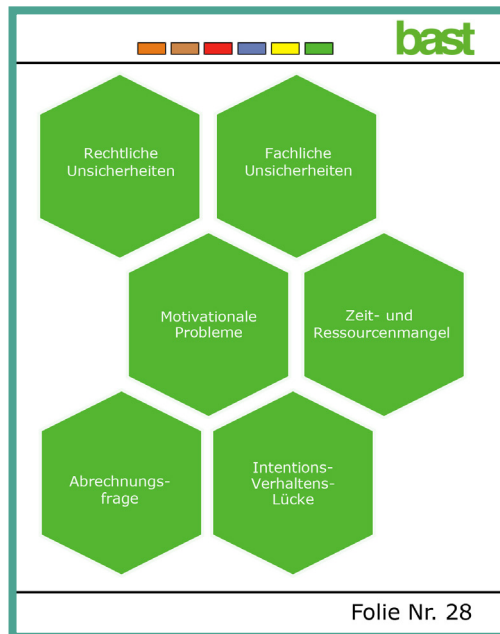 bast
Rechtliche
Unsicherheiten
Fachliche
Unsicherheiten
Motivationale
Probleme
Zeit- und
Ressourcenmangel
Abrechnungs-
frage
Intentions-
Verhaltens-
Lücke
Folie Nr. 28